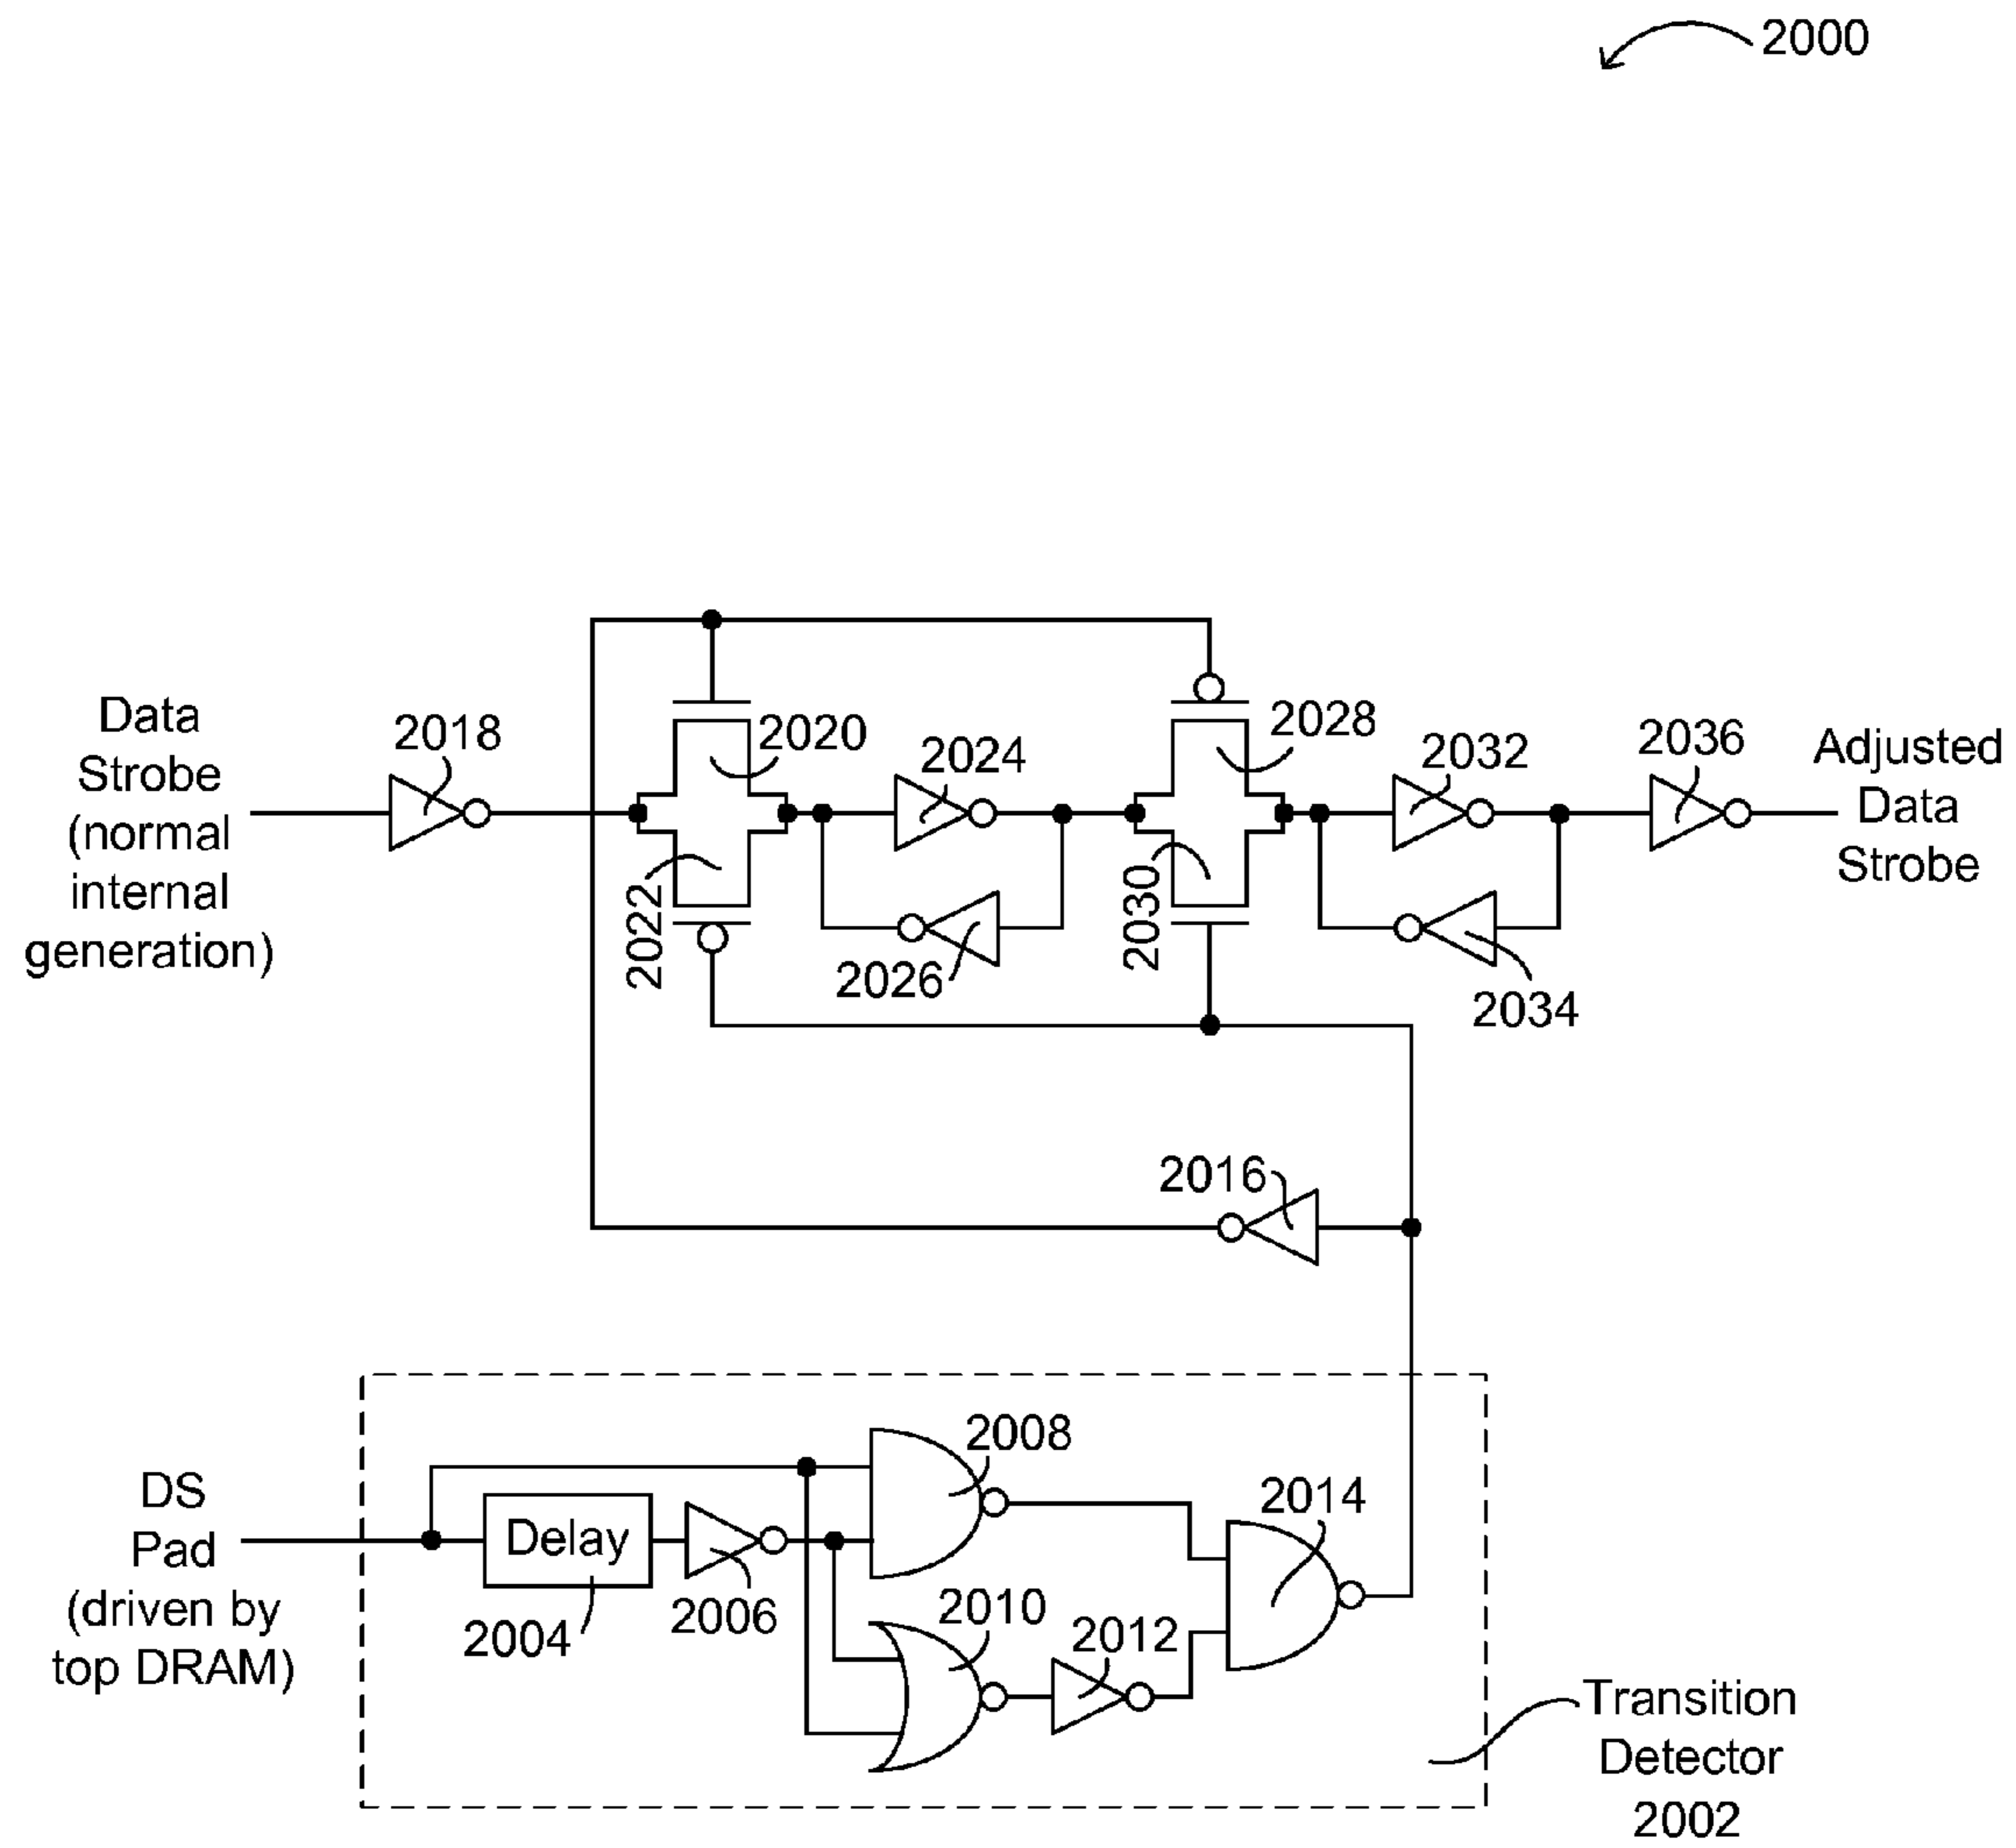 2000
Data
Strobe
(normal
internal
generation)
2018
2020
2022
2024
2026
2028
2030
2032
2034
2036
Adjusted
Data
Strobe
2016
DS
Pad
(driven by
top DRAM)
Delay
2004
2006
2008
2010
2012
2014
Transition
Detector
2002